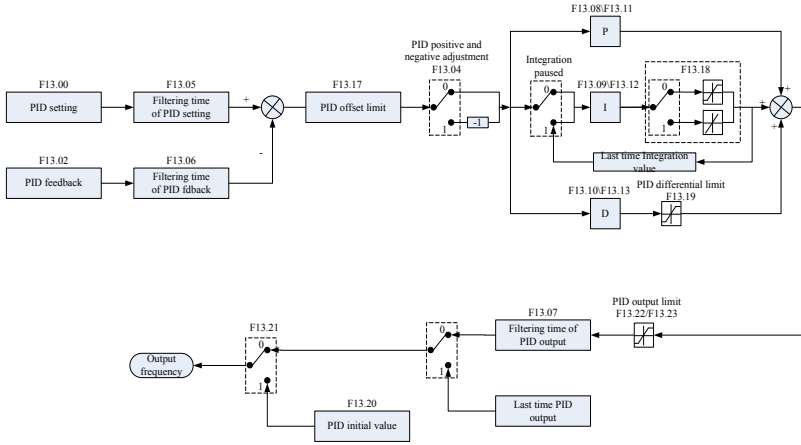 F13.08\F13.11
P
PID positive and
negative adjustment
F13.04
Integration
paused
F13.00
F13.05
F13.17
F13.09\F13.12
F13.18
PID setting
Filtering time
of PID setting
+
PID offset limit
0
1
-1
0
1
I
0
1
+
+
+
F13.02
F13.06
-
PID feedback
Filtering time
of PID fdback
Last time Integration
value
F13.10\F13.13
D
PID differential limit
F13.19
PID output limit
F13.22/F13.23
F13.07
Filtering time of
PID output
F13.21
0
1
0
1
Output
frequency
F13.20
PID initial value
Last time PID
output